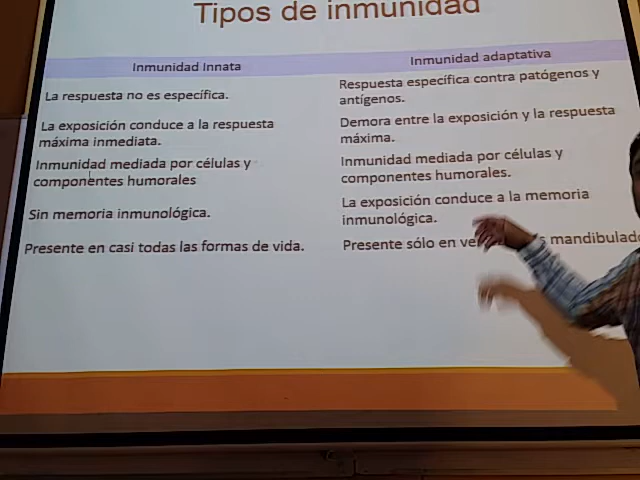 Tipos de inmunidad
Inmunidad Innata
Inmunidad adaptativa
La respuesta no es específica.
Respuesta específica contra patógenos y
antígenos.
La exposición conduce a la respuesta
máxima inmediata.
Demora entre la exposición y la respuesta
máxima.
Inmunidad mediada por células y
componentes humorales
Inmunidad mediada por células y
componentes humorales.
Sin memoria inmunológica.
La exposición conduce a la memoria
inmunológica.
Presente en casi todas las formas de vida.
Presente sólo en